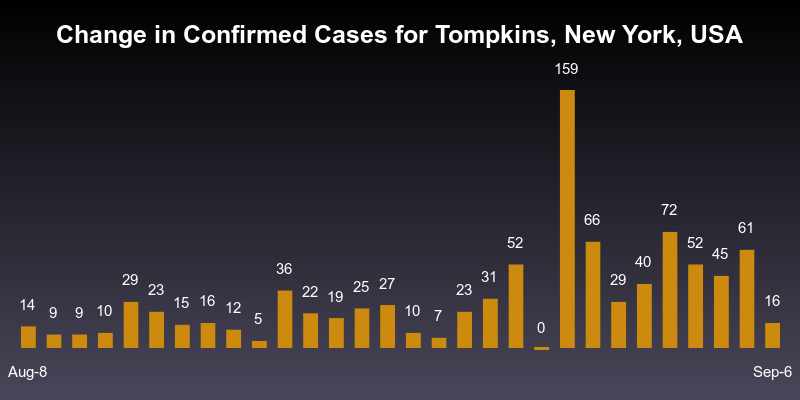 Change in Confirmed Cases for Tompkins, New York, USA
14 9 9 10 29 23 15 16 12 5 36 22 19 25 27 10 7 23 31 52 0 159 66 29 40 72 52 45 61 16
Aug-8 Sep-6